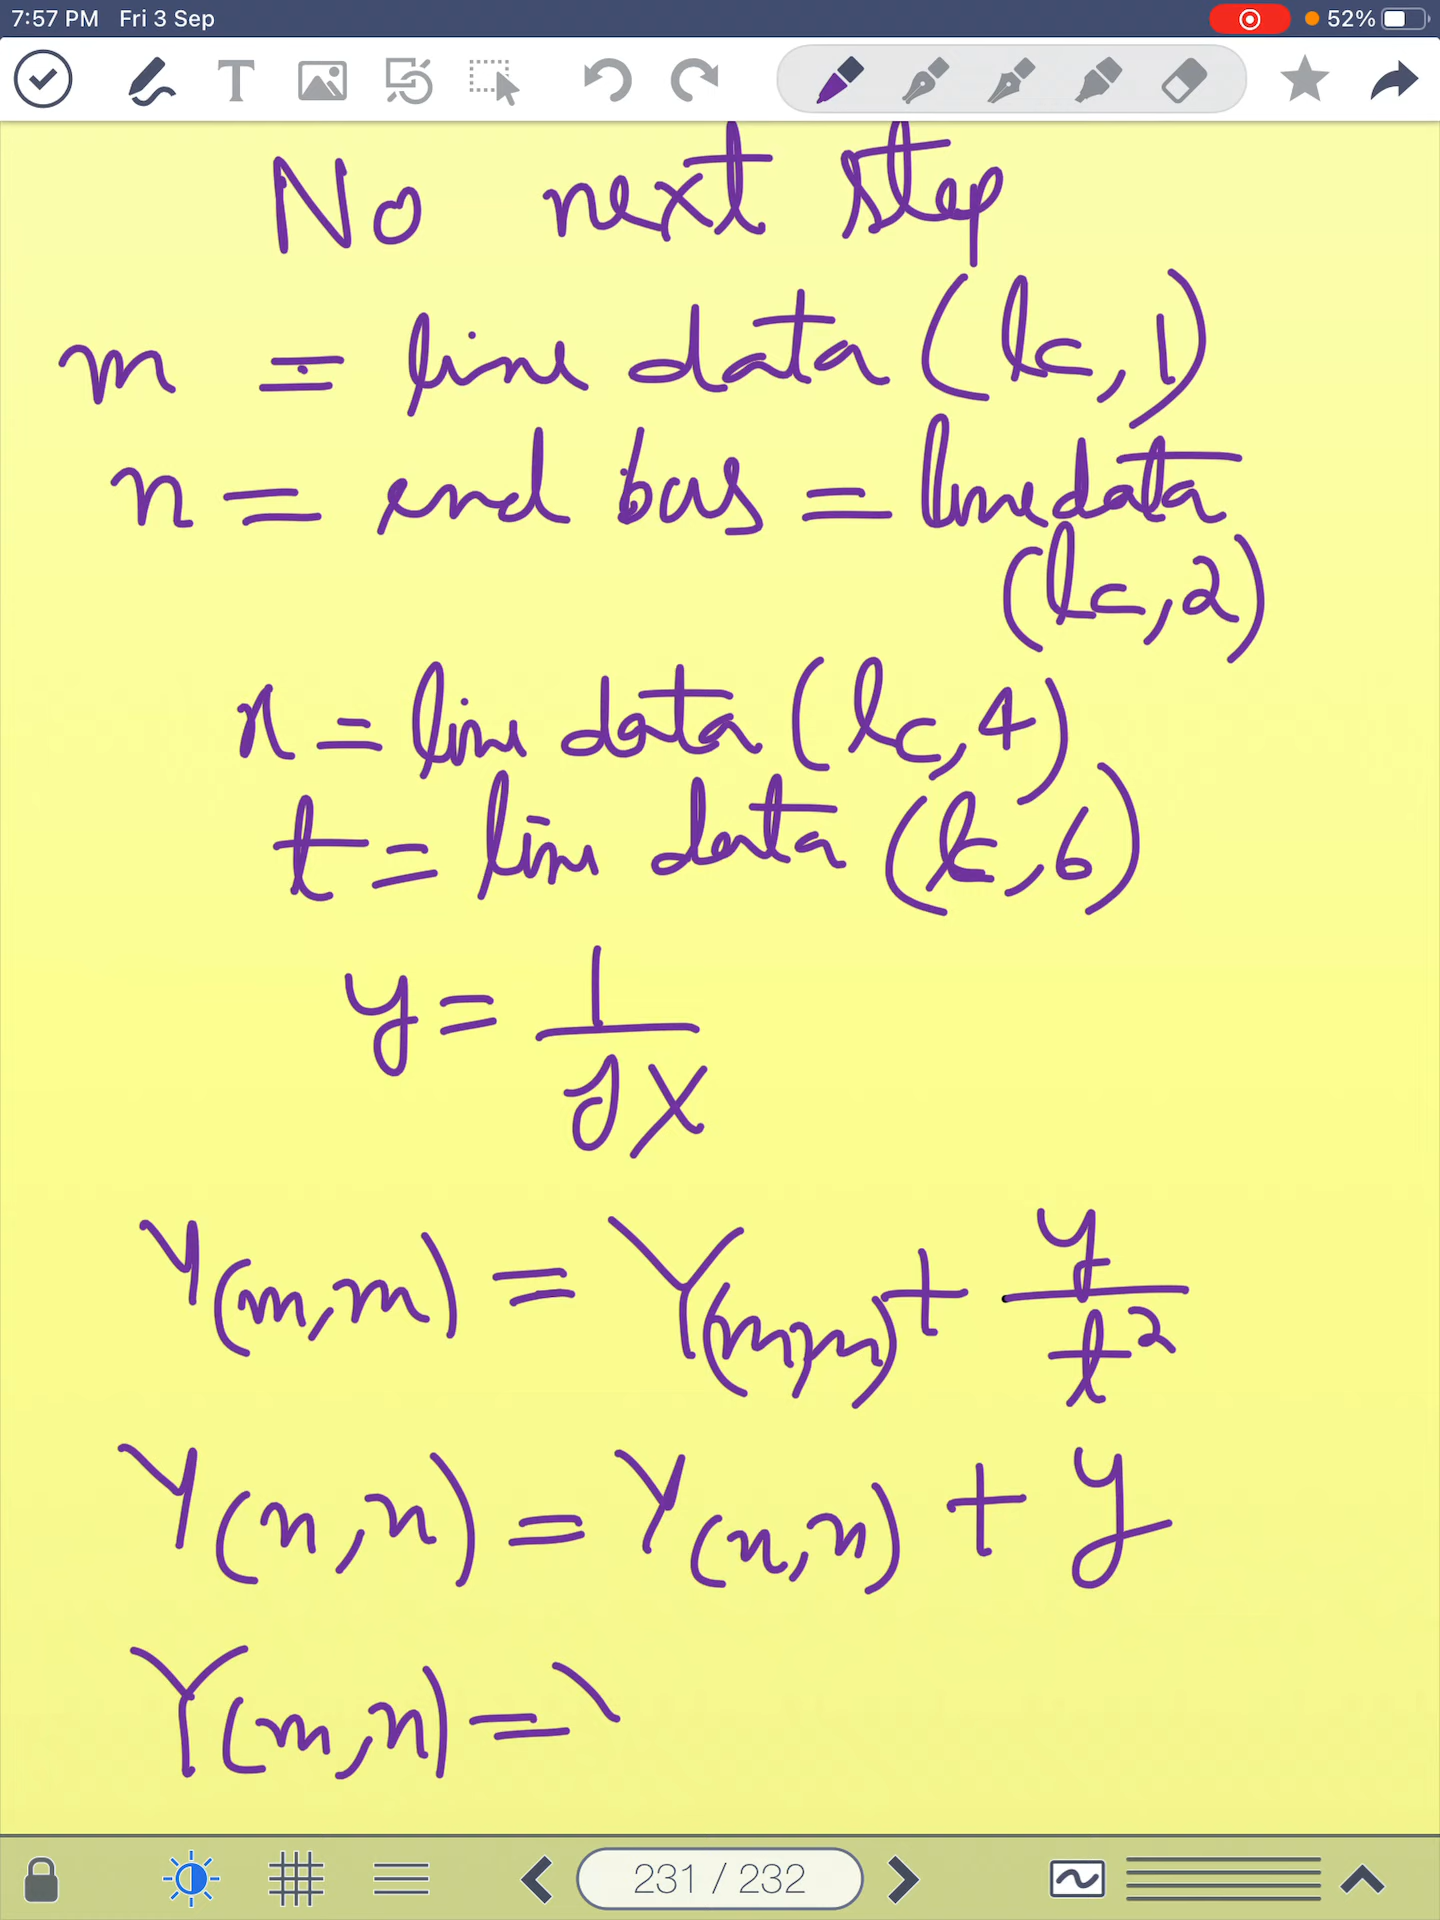 7:57 PM Fri 3 Sep 52%
No next step
m = line data (lc, 1)
n = end bus = linedata
(lc, 2)
x = line data (lc, 4)
t = line data (lc, 6)
y = 1/jX
Y(m,m) = Y(m,m) + y/t²
Y(n,n) = Y(n,n) + y
Y(m,n) =
231 / 232